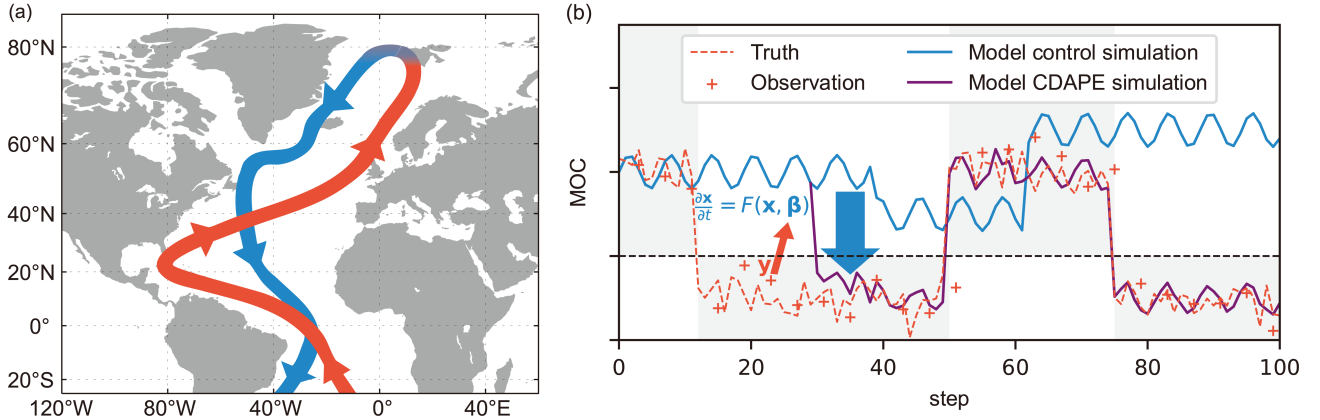 (a)
80°N
60°N
40°N
20°N
0°
20°S
120°W 80°W 40°W 0° 40°E
(b)
Truth
Observation
Model control simulation
Model CDAPE simulation
MOC
∂x/∂t = F(x, β)
y
0 20 40 60 80 100
step